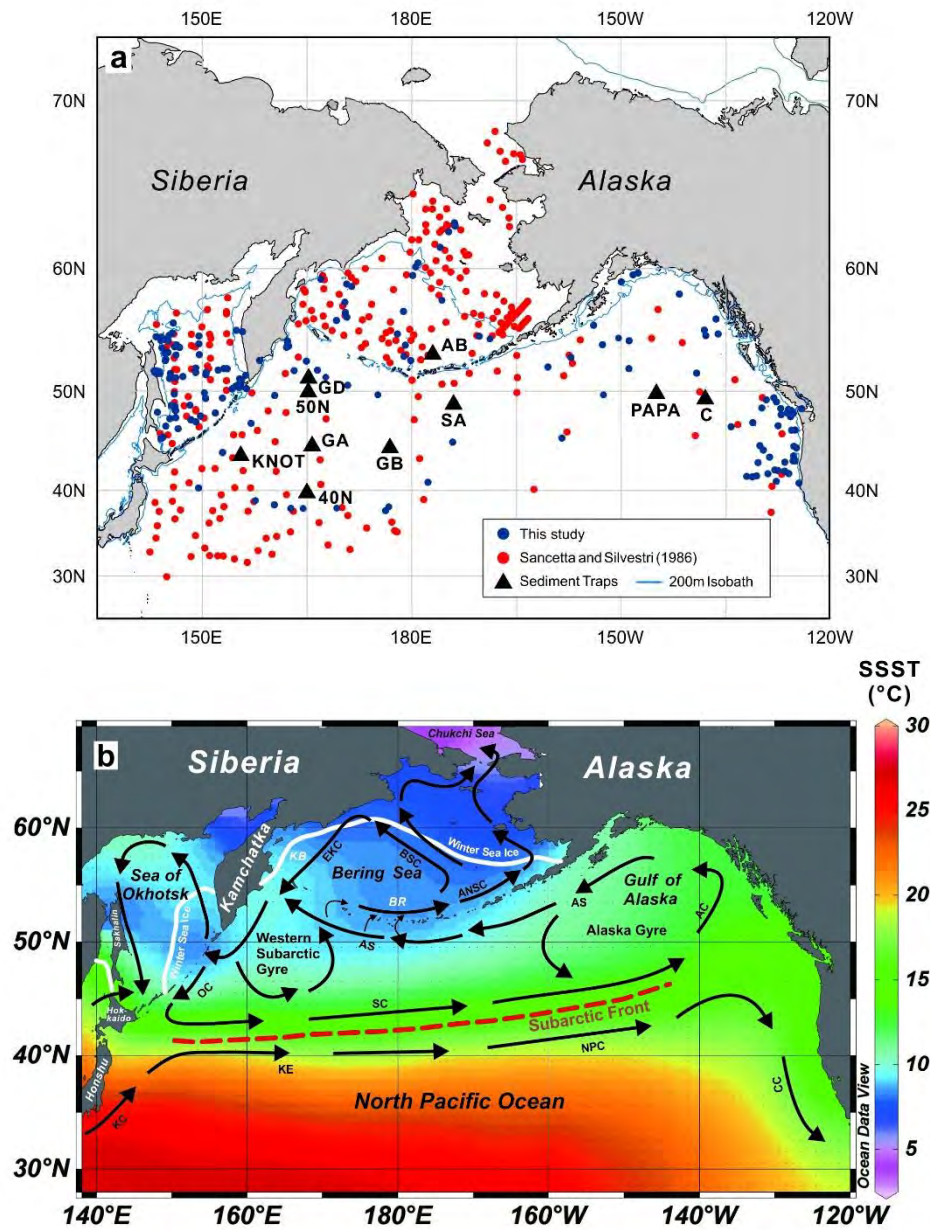 150E 180E 150W 120W
a
70N 70N
Siberia Alaska
60N 60N
AB
50N GD 50N
50N SA PAPA C
GA
KNOT GB
40N 40N 40N
This study
Sancetta and Silvestri (1986)
Sediment Traps 200m Isobath
30N 30N
150E 180E 150W 120W
SSST
(°C)
b
Chukchi Sea
Siberia Alaska
30
60°N
Sea of
Okhotsk
Kamchatka
KB
EKC
BSC
Winter Sea Ice
Bering Sea
ANSC
BR
Gulf of
Alaska
AS
AC
25
Sakhalin
Winter Sea Ice
50°N
Western
Subarctic
Gyre
AS
Alaska Gyre
20
OC
SC
Hok-
kaido
Subarctic Front
15
40°N
Honshu
KE
NPC
CC
KC
North Pacific Ocean
10
5
30°N
Ocean Data View
140°E 160°E 180°E 160°W 140°W 120°W